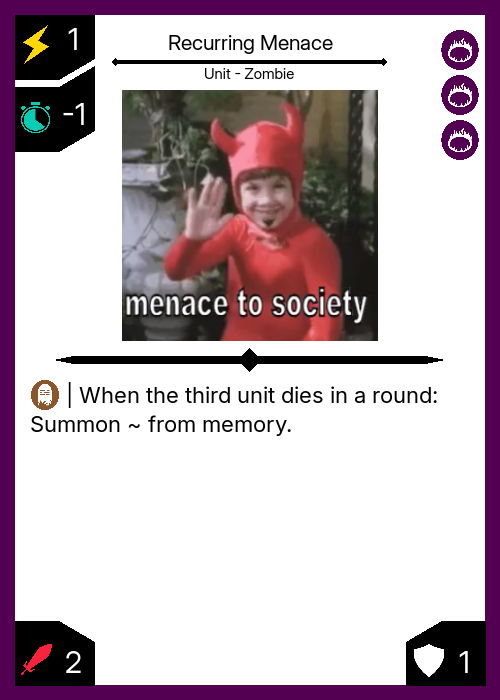 1
Recurring Menace
Unit - Zombie
-1
menace to society
| When the third unit dies in a round:
Summon ~ from memory.
2
1